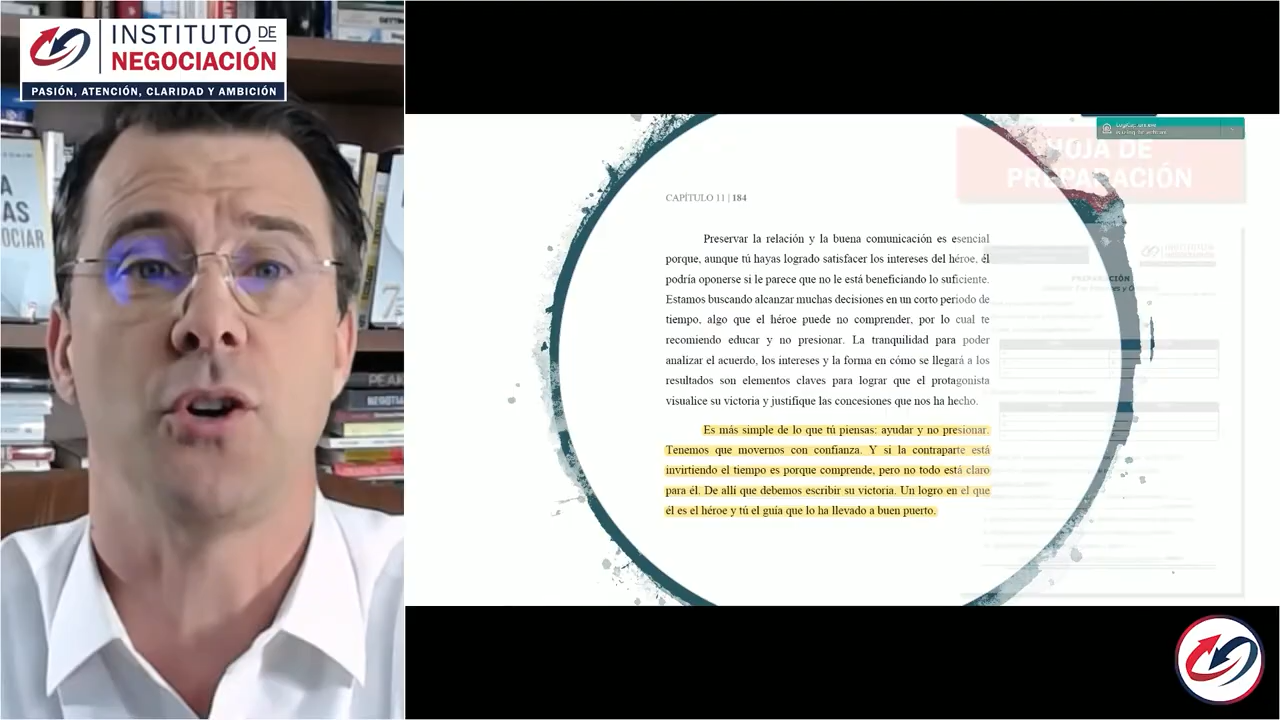 INSTITUTO DE
NEGOCIACIÓN
PASIÓN, ATENCIÓN, CLARIDAD Y AMBICIÓN
A
AS
OCIAR
CAPÍTULO 11 | 184
Preservar la relación y la buena comunicación es esencial
porque, aunque tú hayas logrado satisfacer los intereses del héroe, él
podría oponerse si le parece que no le está beneficiando lo suficiente.
Estamos buscando alcanzar muchas decisiones en un corto periodo de
tiempo, algo que el héroe puede no comprender, por lo cual te
recomiendo educar y no presionar. La tranquilidad para poder
analizar el acuerdo, los intereses y la forma en cómo se llegará a los
resultados son elementos claves para lograr que el protagonista
visualice su victoria y justifique las concesiones que nos ha hecho.
Es más simple de lo que tú piensas: ayudar y no presionar.
Tenemos que movernos con confianza. Y si la contraparte está
invirtiendo el tiempo es porque comprende, pero no todo está claro
para él. De allí que debemos escribir su victoria. Un logro en el que
él es el héroe y tú el guía que lo ha llevado a buen puerto.
HOJA DE
PREPARACIÓN
INSTITUTO DE
NEGOCIACIÓN
PREPARACIÓN